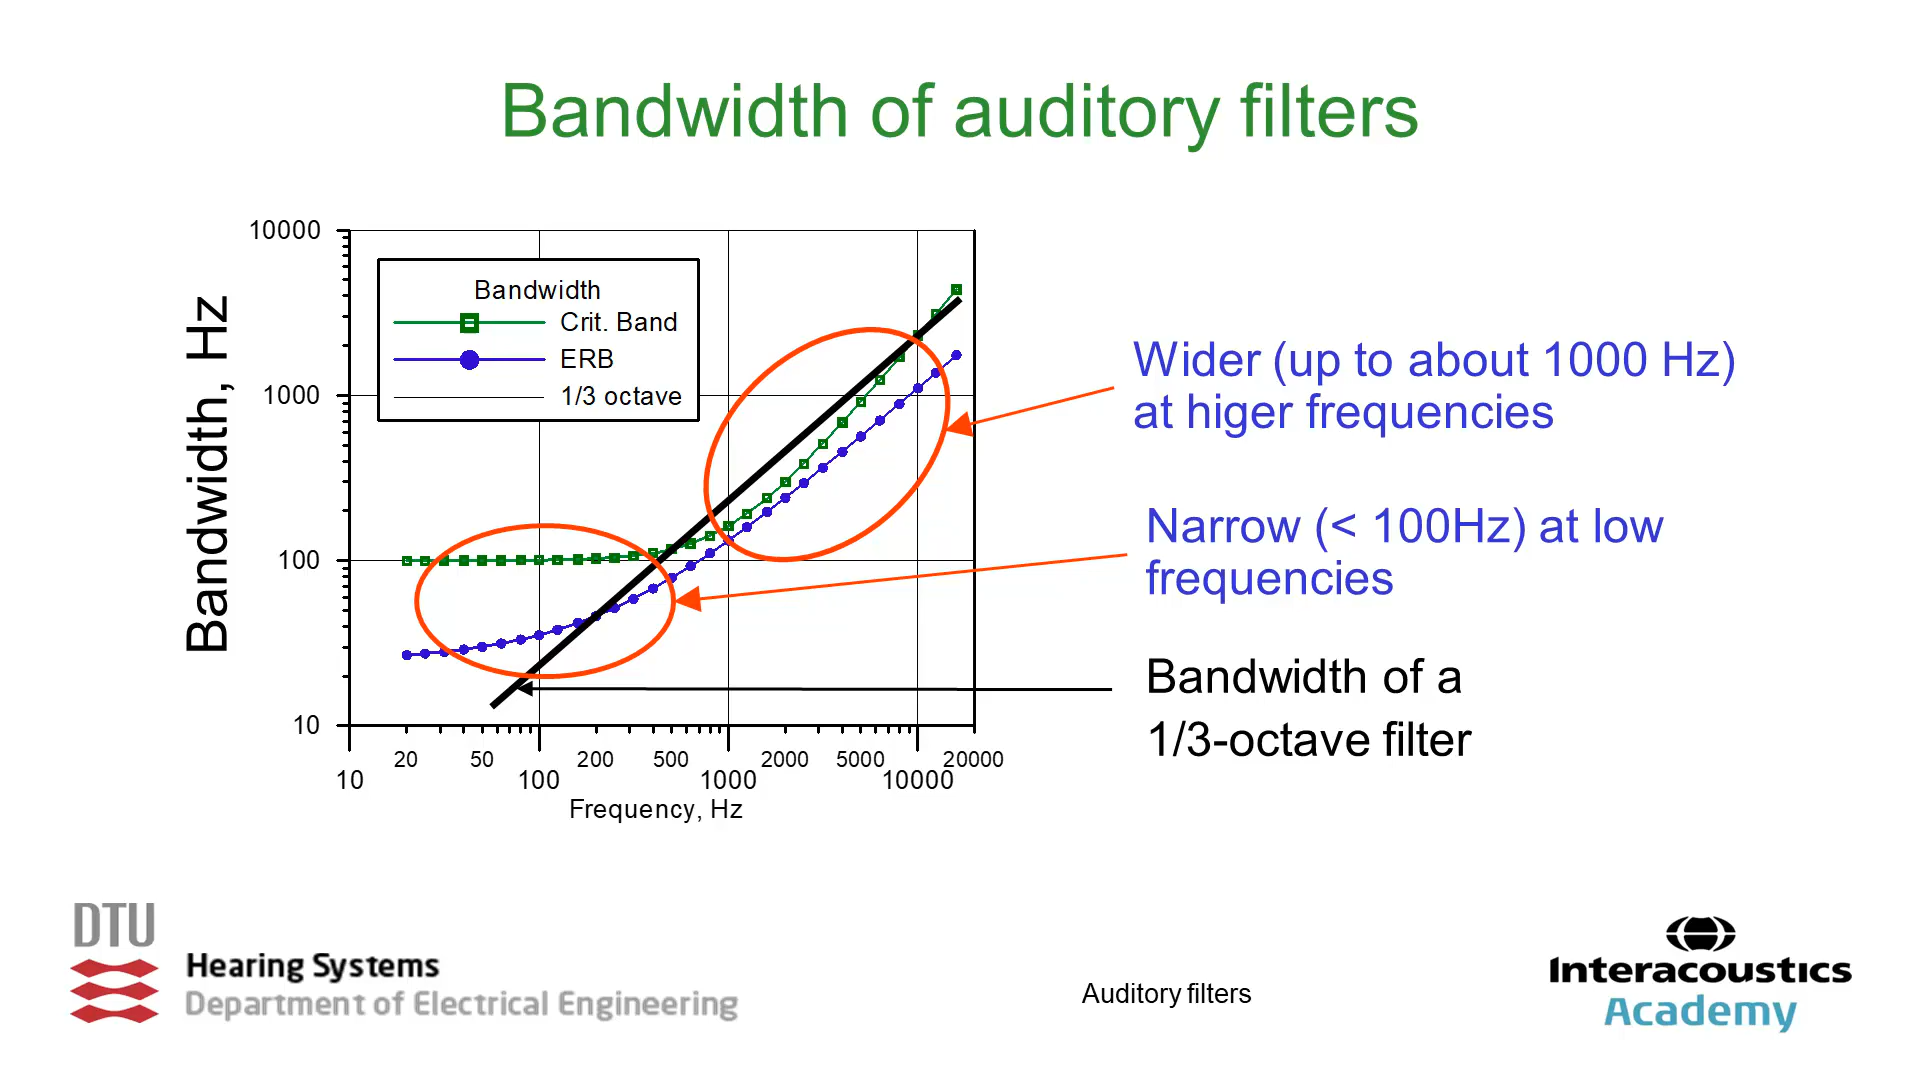 Bandwidth of auditory filters
10000
1000
100
10
Bandwidth, Hz
Bandwidth
Crit. Band
ERB
1/3 octave
20 50 200 500 2000 5000 20000
10 100 1000 10000
Frequency, Hz
Wider (up to about 1000 Hz)
at higer frequencies
Narrow (< 100Hz) at low
frequencies
Bandwidth of a
1/3-octave filter
DTU
Hearing Systems
Department of Electrical Engineering
Auditory filters
Interacoustics
Academy